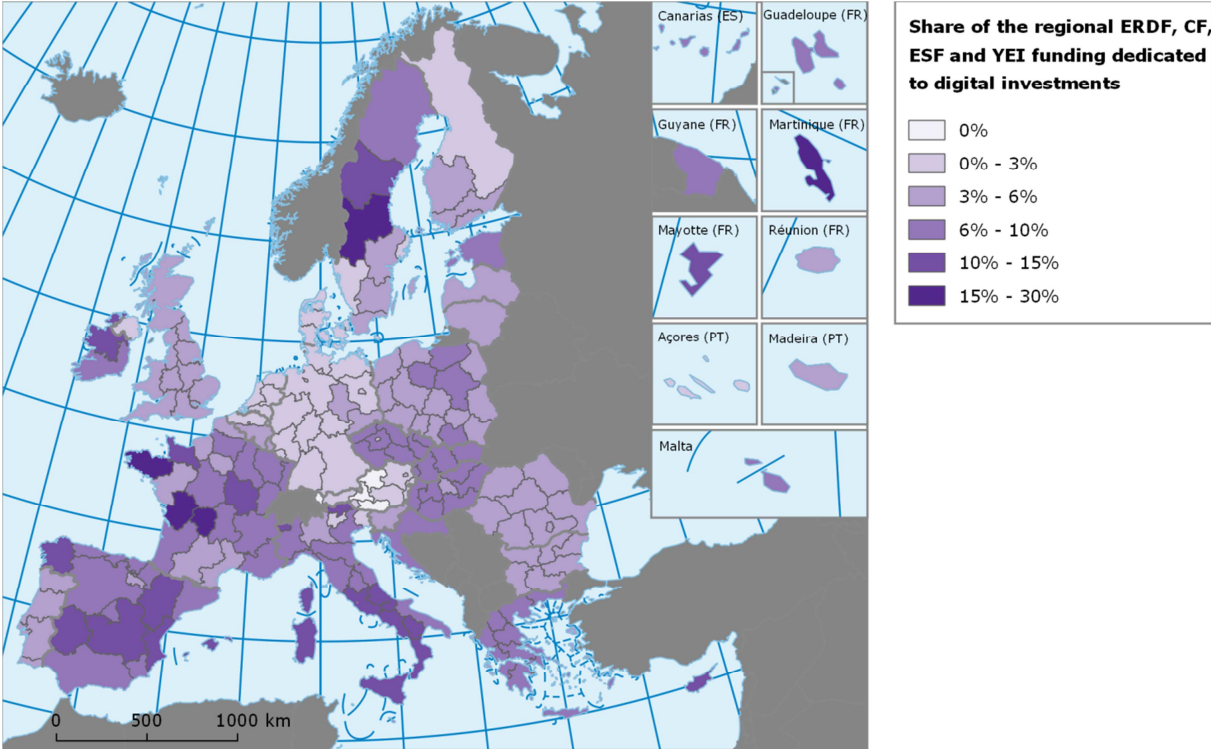 Canarias (ES)
Guadeloupe (FR)
Guyane (FR)
Martinique (FR)
Mayotte (FR)
Réunion (FR)
Açores (PT)
Madeira (PT)
Malta
0 500 1000 km
Share of the regional ERDF, CF,
ESF and YEI funding dedicated
to digital investments
0%
0% - 3%
3% - 6%
6% - 10%
10% - 15%
15% - 30%